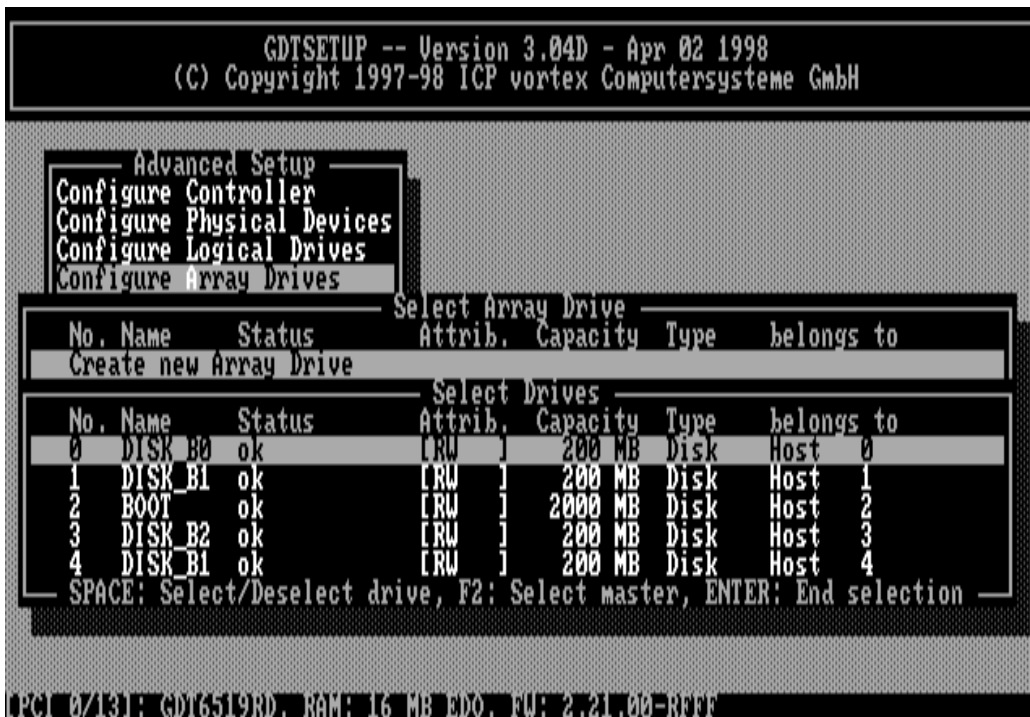 GDTSETUP -- Version 3.04D - Apr 02 1998
(C) Copyright 1997-98 ICP vortex Computersysteme GmbH
Advanced Setup
Configure Controller
Configure Physical Devices
Configure Logical Drives
Configure Array Drives
Select Array Drive
No. Name Status Attrib. Capacity Type belongs to
Create new Array Drive
Select Drives
No. Name Status Attrib. Capacity Type belongs to
0 DISK_B0 ok [RW ] 200 MB Disk Host 0
1 DISK_B1 ok [RW ] 200 MB Disk Host 1
2 BOOT ok [RW ] 2000 MB Disk Host 2
3 DISK_B2 ok [RW ] 200 MB Disk Host 3
4 DISK_B1 ok [RW ] 200 MB Disk Host 4
SPACE: Select/Deselect drive, F2: Select master, ENTER: End selection
[PCI 0/13]: GDT6519RD, RAM: 16 MB EDO, FW: 2.21.00-RFFF